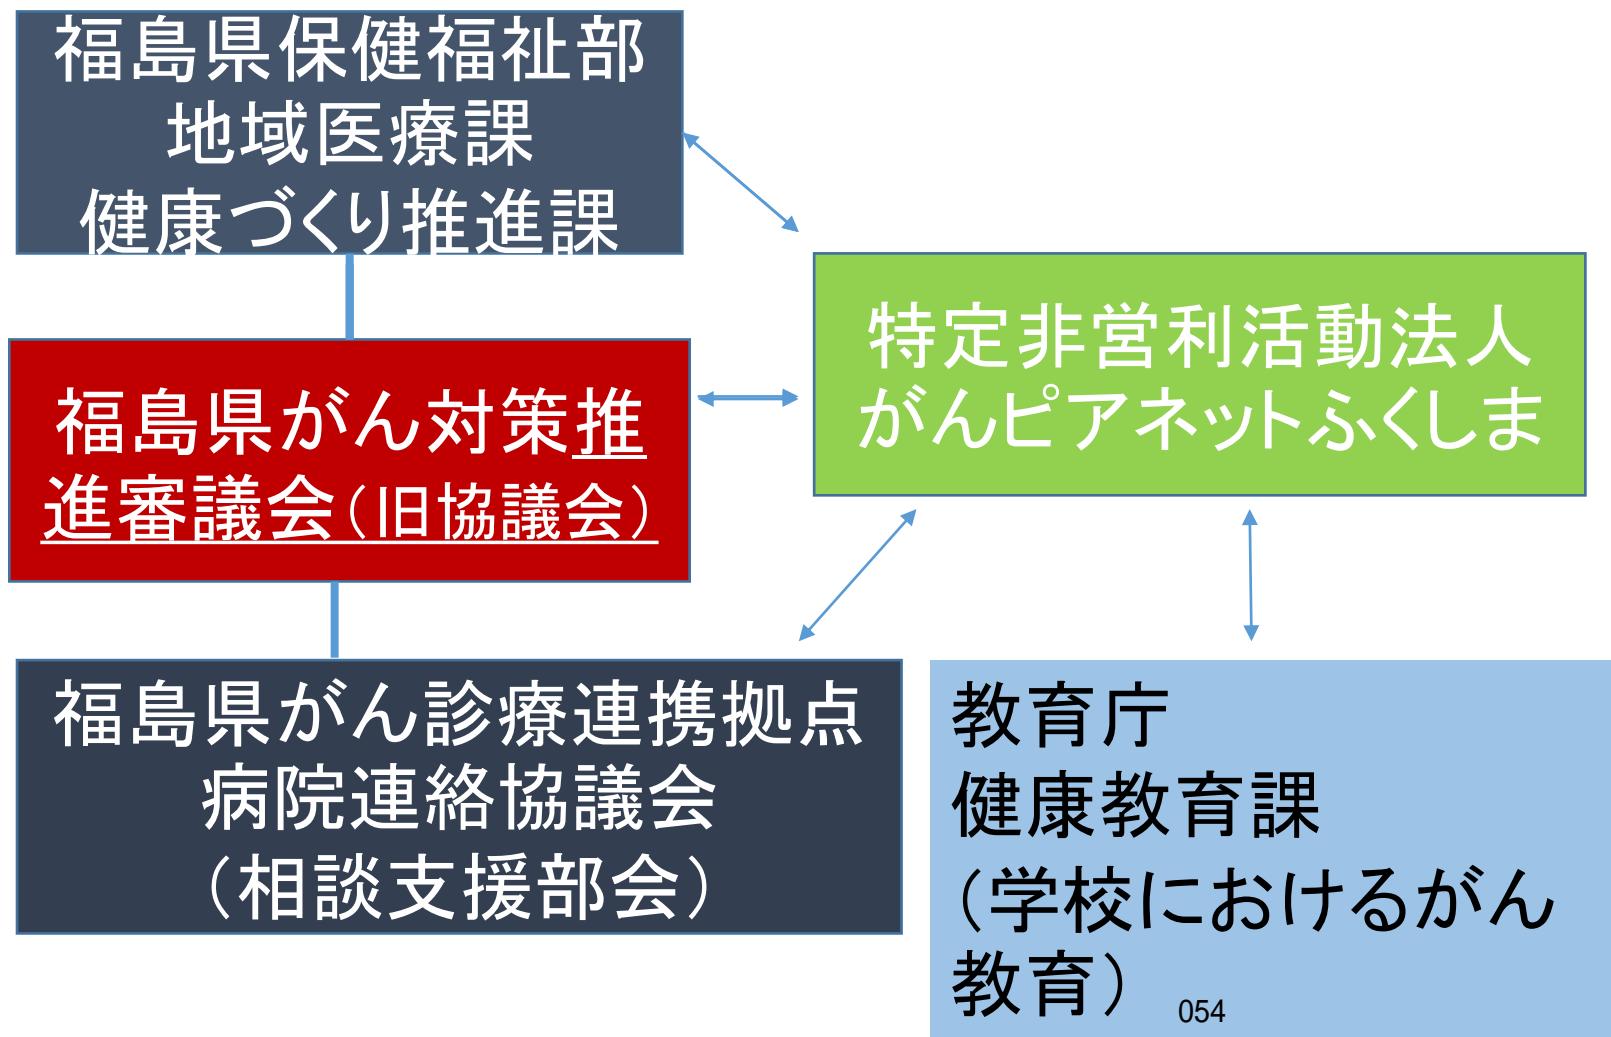 福島県保健福祉部
地域医療課
健康づくり推進課
特定非営利活動法人
がんピアネットふくしま
福島県がん対策推
進審議会（旧協議会）
福島県がん診療連携拠点
病院連絡協議会
（相談支援部会）
教育庁
健康教育課
（学校におけるがん
教育）
054